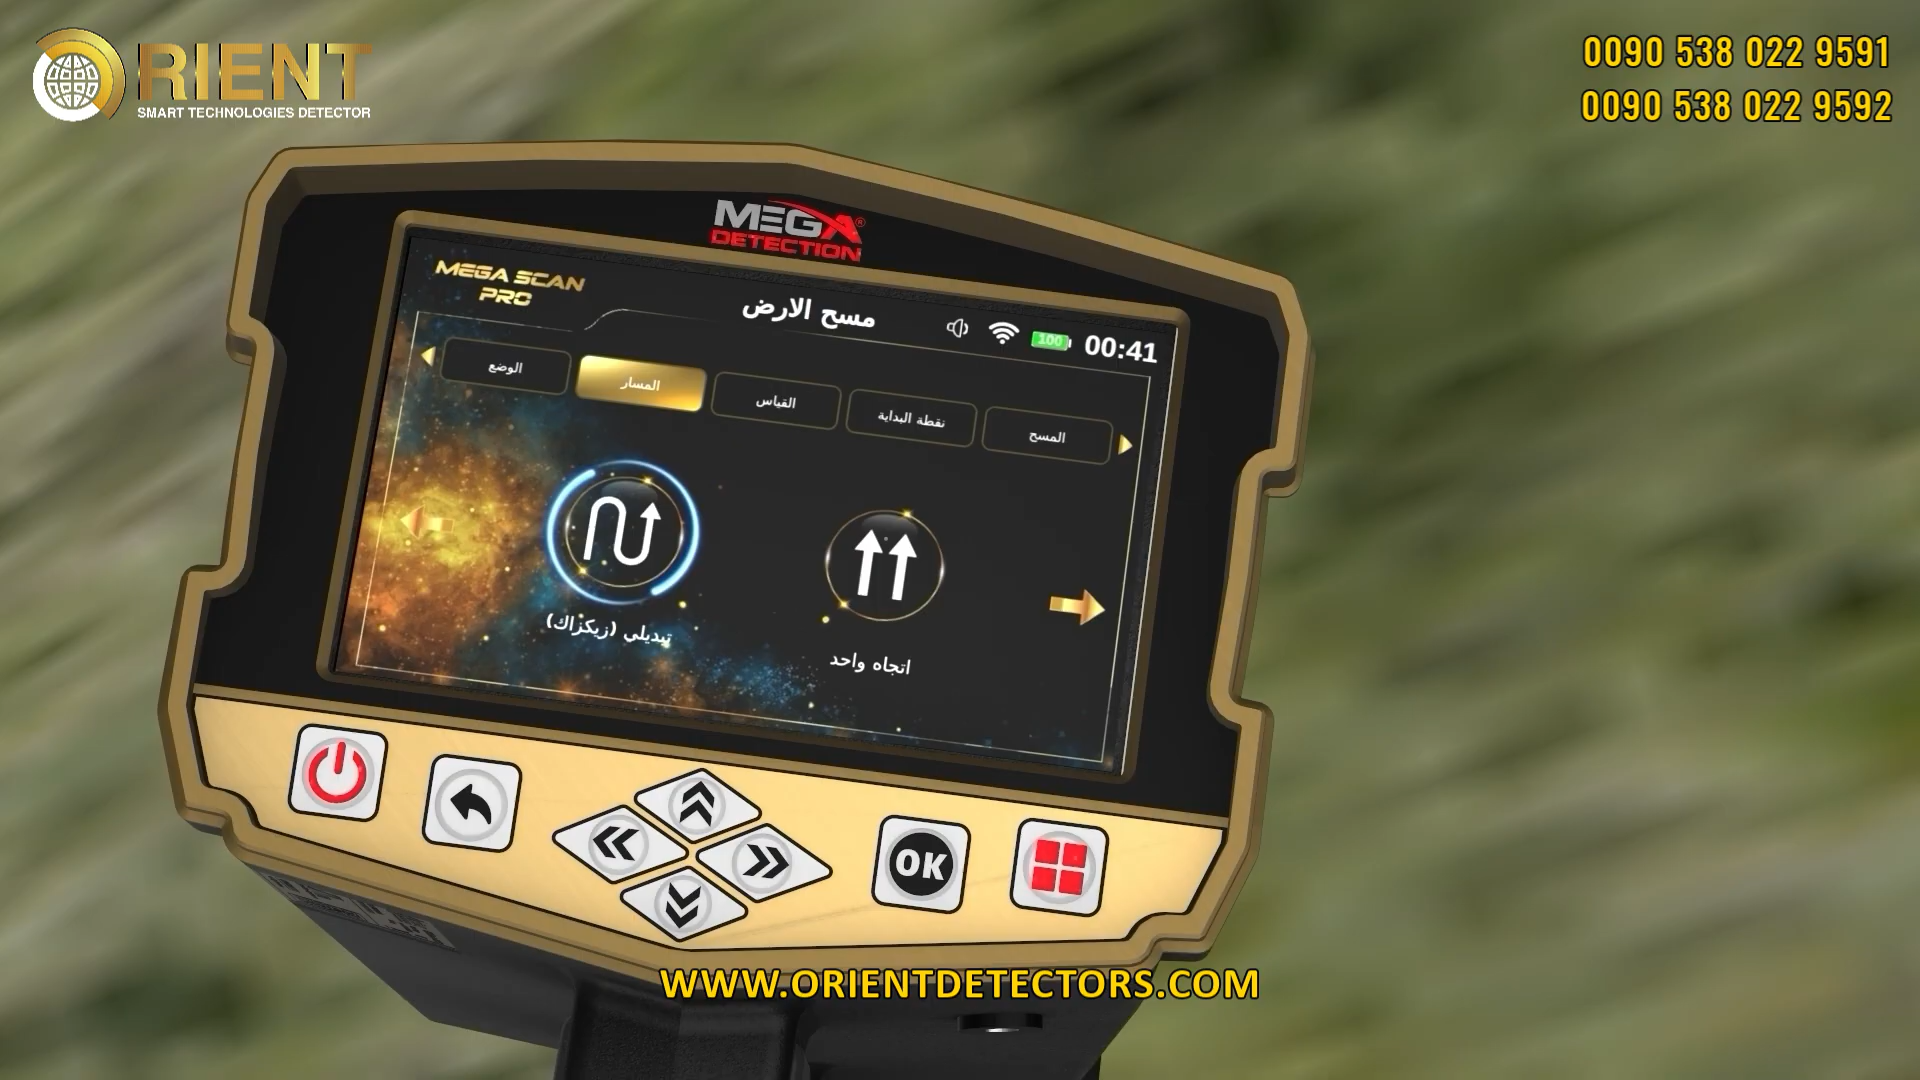 ORIENT
SMART TECHNOLOGIES DETECTOR
0090 538 022 9591
0090 538 022 9592
MEGA®
DETECTION
MEGA SCAN
PRO
مسح الارض
100
00:41
الوضع
المسار
القياس
نقطة البداية
المسح
تبديلي (زيكزاك)
اتجاه واحد
OK
WWW.ORIENTDETECTORS.COM